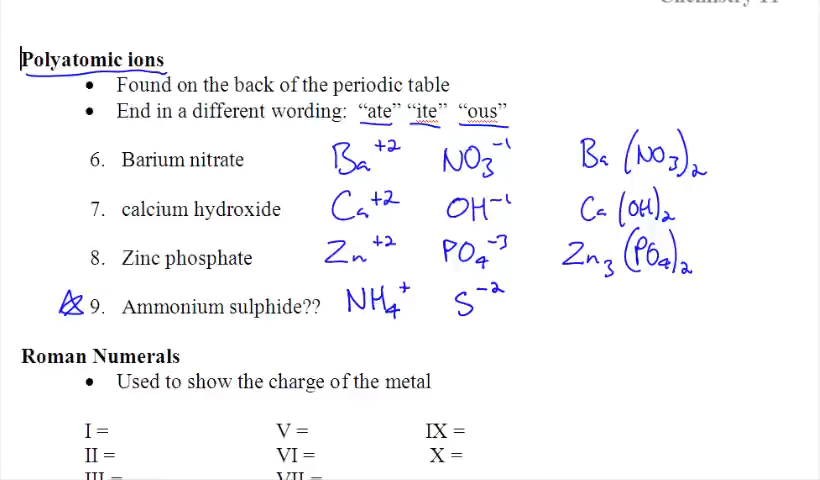 Chemistry 11
Polyatomic ions
• Found on the back of the periodic table
• End in a different wording: “ate” “ite” “ous”
6. Barium nitrate Ba⁺² NO₃⁻¹ Ba(NO₃)₂
7. calcium hydroxide Ca⁺² OH⁻¹ Ca(OH)₂
8. Zinc phosphate Zn⁺² PO₄⁻³ Zn₃(PO₄)₂
9. Ammonium sulphide?? NH₄⁺ S⁻²
Roman Numerals
• Used to show the charge of the metal
I = V = IX =
II = VI = X =
III = VII =